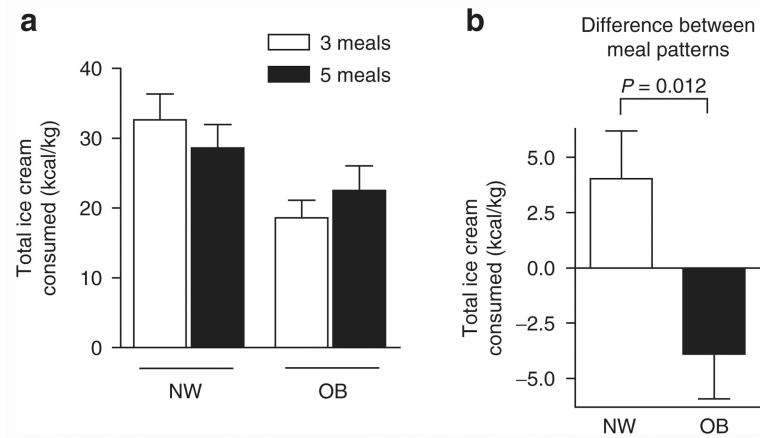 a
3 meals
5 meals
Total ice cream
consumed (kcal/kg)
40
30
20
10
0
NW
OB
b
Difference between
meal patterns
P = 0.012
Total ice cream
consumed (kcal/kg)
5.0
2.5
0.0
−2.5
−5.0
NW
OB